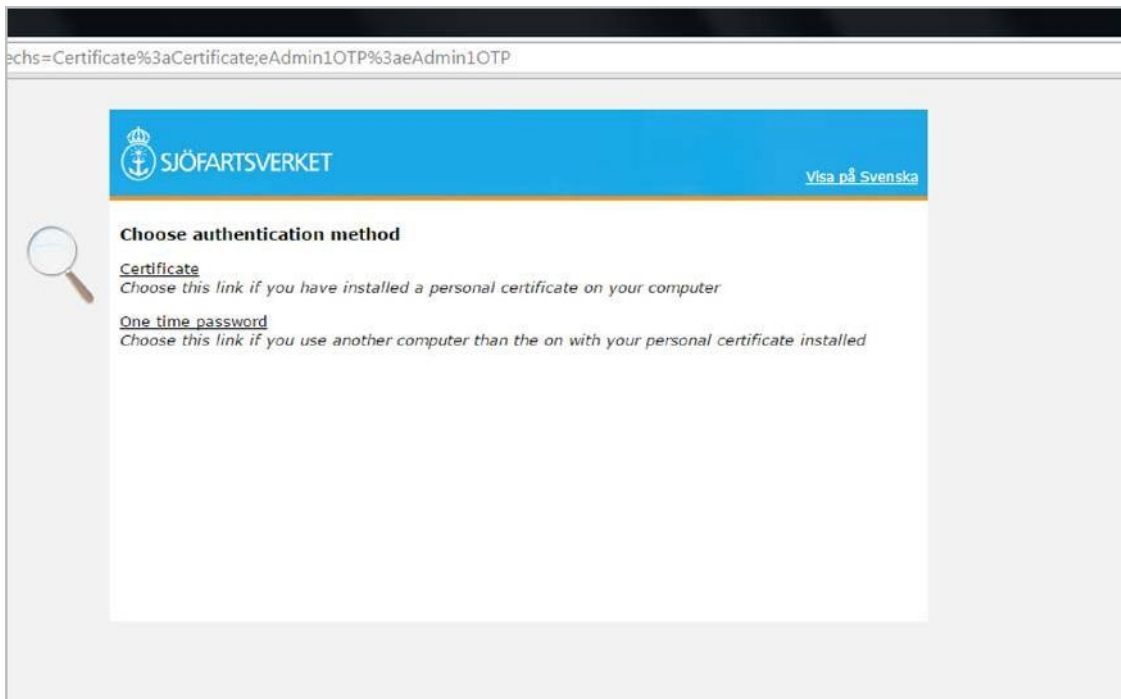 echs=Certificate%3aCertificate;eAdmin1OTP%3aeAdmin1OTP
SJÖFARTSVERKET
Visa på Svenska
Choose authentication method
Certificate
Choose this link if you have installed a personal certificate on your computer
One time password
Choose this link if you use another computer than the on with your personal certificate installed